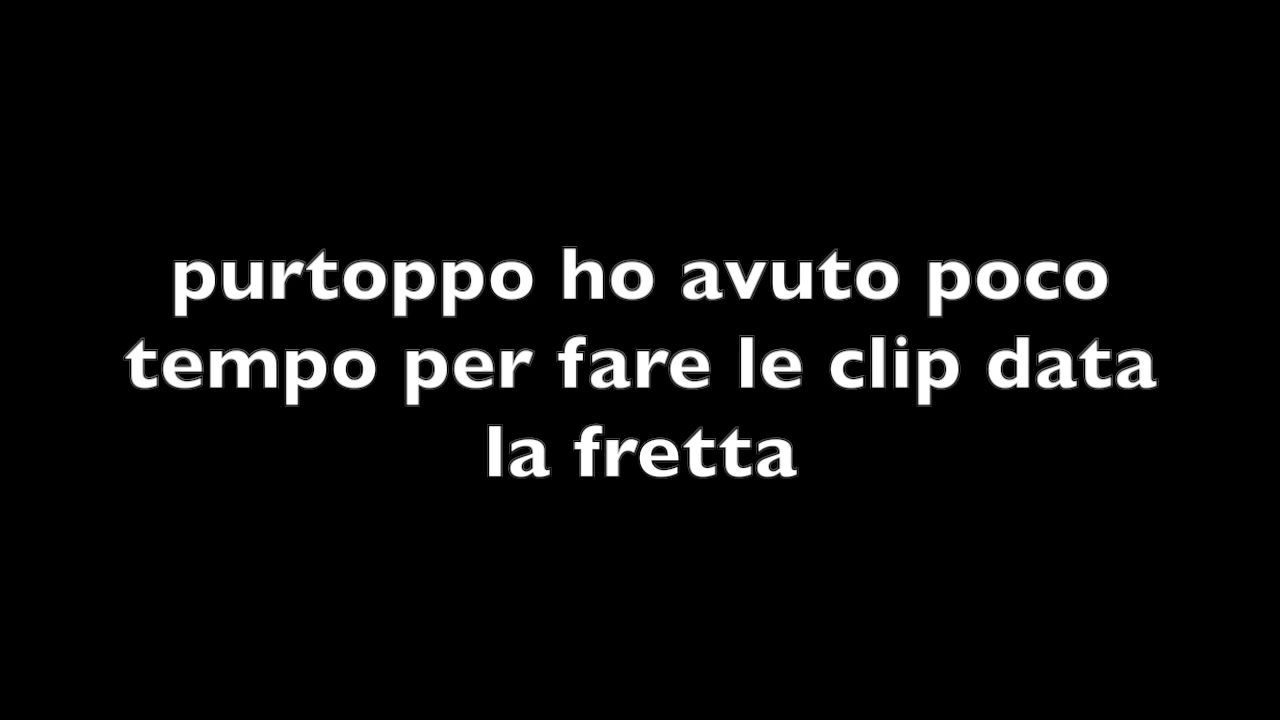 purtoppo ho avuto poco
tempo per fare le clip data
la fretta